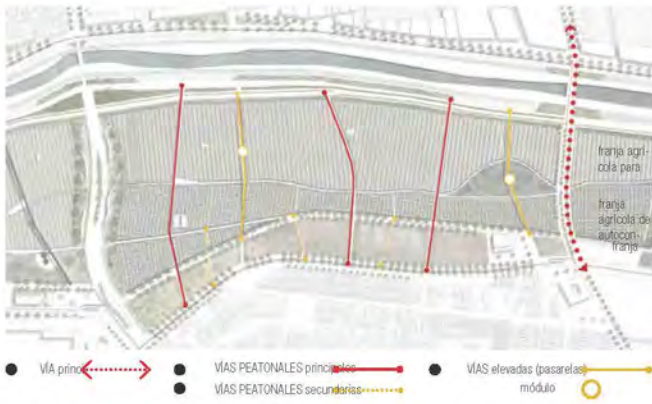 franja agrí-
cola para
franja
agrícola de
autocon-
franja
VÍA princ
VÍAS PEATONALES principales
VÍAS PEATONALES secundarias
VÍAS elevadas (pasarelas
módulo